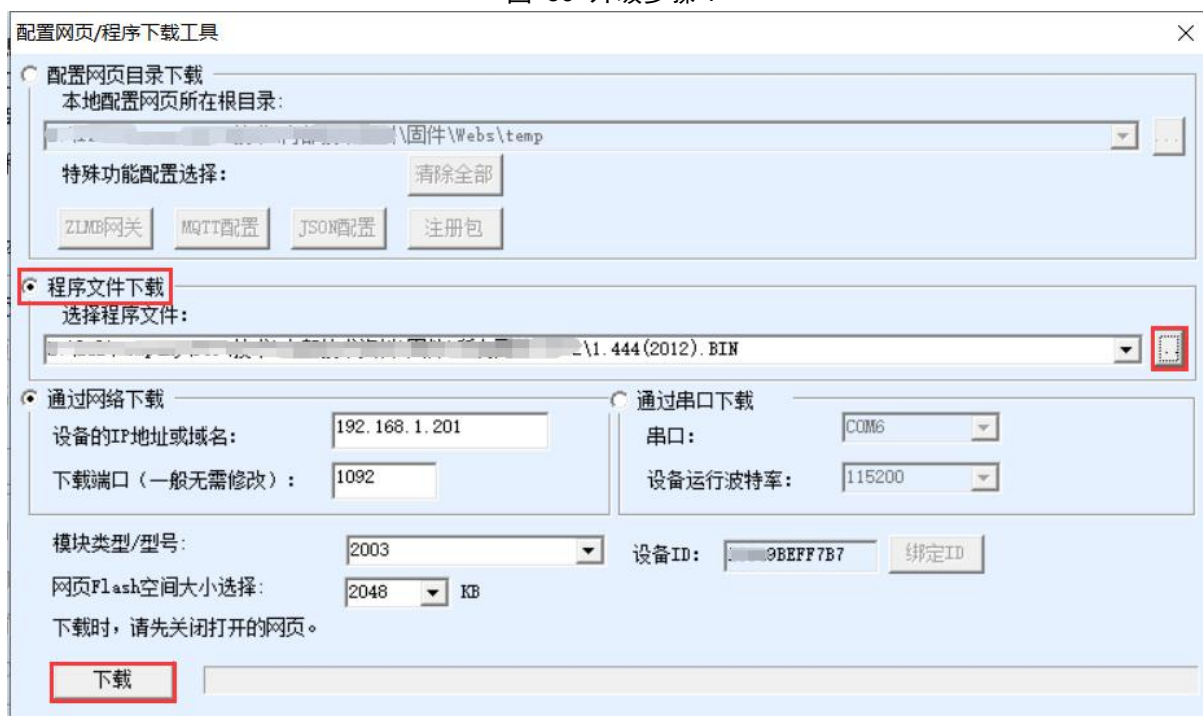 配置网页/程序下载工具
配置网页目录下载
本地配置网页所在根目录:
\固件\Webs\temp
...
特殊功能配置选择:
清除全部
ZLMB网关 MQTT配置 JSON配置 注册包
程序文件下载
选择程序文件:
\1.444(2012).BIN
通过网络下载 通过串口下载
设备的IP地址或域名: 192.168.1.201 串口: COM6
下载端口（一般无需修改）: 1092 设备运行波特率: 115200
模块类型/型号: 2003 设备ID: 9BEFF7B7 绑定ID
网页Flash空间大小选择: 2048 KB
下载时，请先关闭打开的网页。
下载